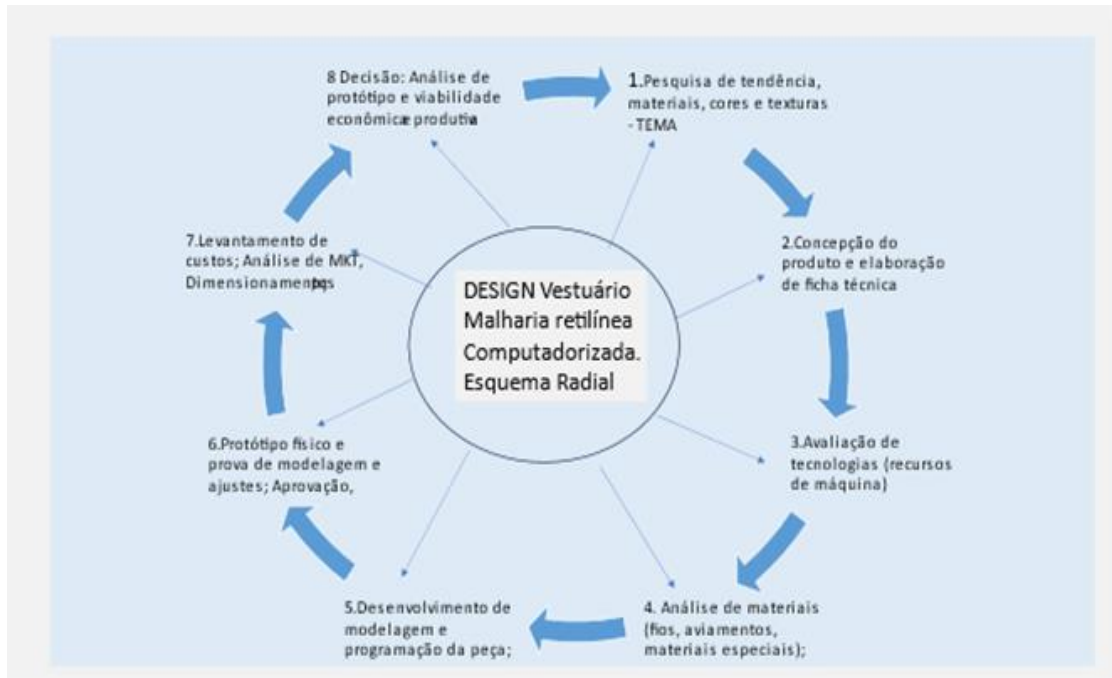 8 Decisão: Análise de
protótipo e viabilidade
econômica e produtiva
1.Pesquisa de tendência,
materiais, cores e texturas
- TEMA
7.Levantamento de
custos; Análise de MKT,
Dimensionamentos
2.Concepção do
produto e elaboração
de ficha técnica
DESIGN Vestuário
Malharia retilínea
Computadorizada.
Esquema Radial
6.Protótipo físico e
prova de modelagem e
ajustes; Aprovação,
3.Avaliação de
tecnologias (recursos
de máquina)
5.Desenvolvimento de
modelagem e
programação da peça;
4. Análise de materiais
(fios, aviamentos,
materiais especiais);